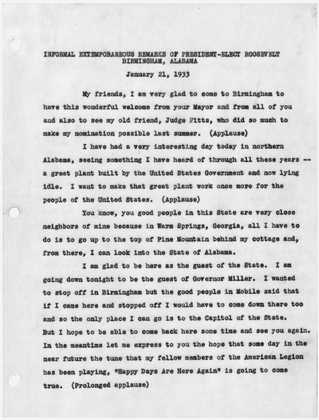 INFORMAL EXTEMPORANEOUS REMARKS OF PRESIDENT-ELECT ROOSEVELT
BIRMINGHAM, ALABAMA
January 21, 1933
My friends, I am very glad to come to Birmingham to
have this wonderful welcome from your Mayor and from all of you
and also to see my old friend, Judge Fitts, who did so much to
make my nomination possible last summer. (Applause)
I have had a very interesting day today in northern
Alabama, seeing something I have heard of through all these years --
a great plant built by the United States Government and now lying
idle. I want to make that great plant work once more for the
people of the United States. (Applause)
You know, you good people in this State are very close
neighbors of mine because in Warm Springs, Georgia, all I have to
do is to go up to the top of Pine Mountain behind my cottage and,
from there, I can look into the State of Alabama.
I am glad to be here as the guest of the State. I am
going down tonight to be the guest of Governor Miller. I wanted
to stop off in Birmingham but the good people in Mobile said that
if I came here and stopped off I would have to come down there too
and so the only place I can go is to the Capitol of the State.
But I hope to be able to come back here some time and see you again.
In the meantime let me express to you the hope that some day in the
near future the tune that my fellow members of the American Legion
has been playing, "Happy Days Are Here Again" is going to come
true. (Prolonged applause)